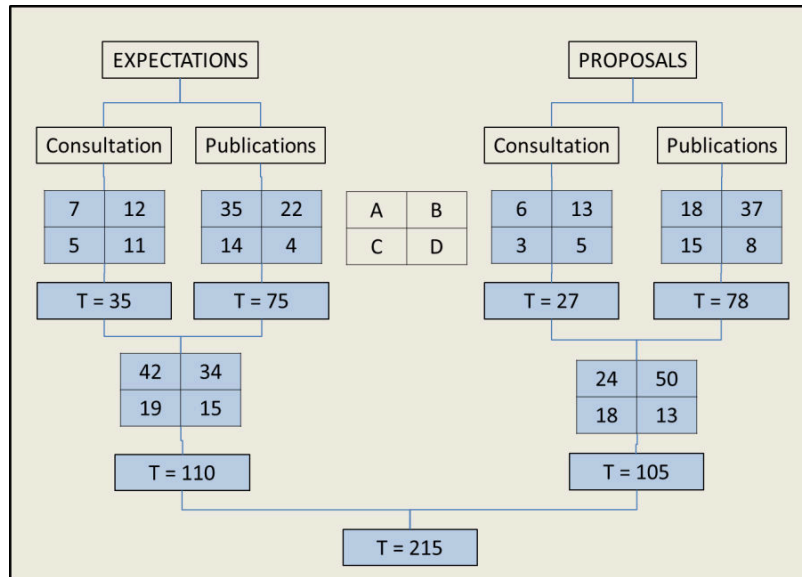 EXPECTATIONS PROPOSALS
Consultation Publications Consultation Publications
7 12 35 22 A B 6 13 18 37
5 11 14 4 C D 3 5 15 8
T = 35 T = 75 T = 27 T = 78
42 34 24 50
19 15 18 13
T = 110 T = 105
T = 215